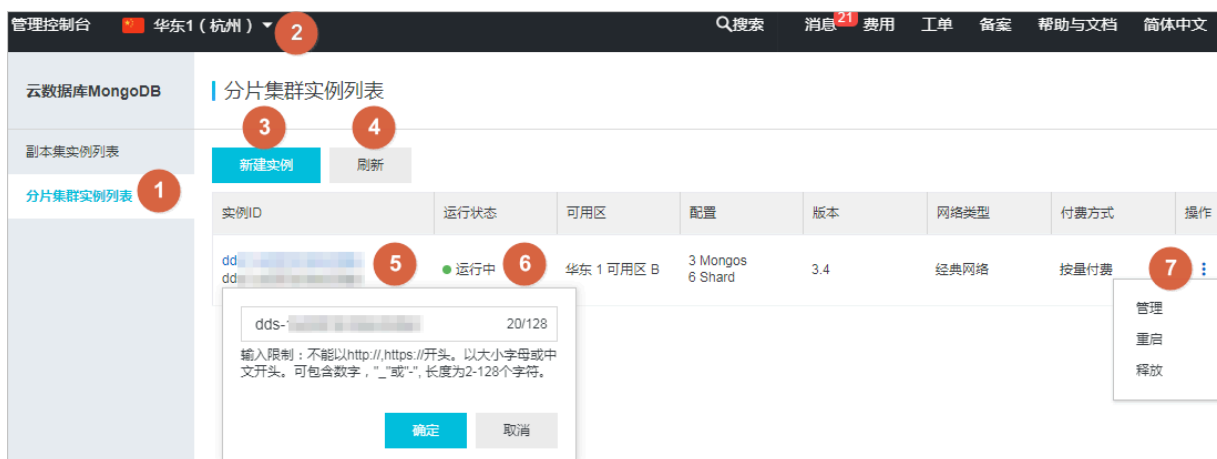 管理控制台 华东1（杭州） 2 搜索 消息 21 费用 工单 备案 帮助与文档 简体中文
云数据库MongoDB
分片集群实例列表
3 4
副本集实例列表
新建实例 刷新
分片集群实例列表 1
实例ID 运行状态 可用区 配置 版本 网络类型 付费方式 操作
dd 5 运行中 6 华东 1 可用区 B 3 Mongos 3.4 经典网络 按量付费 7
dd 6 Shard
管理
重启
释放
dds- 20/128
输入限制：不能以http://,https://开头。以大小字母或中
文开头。可包含数字，"_"或"-", 长度为2-128个字符。
确定 取消